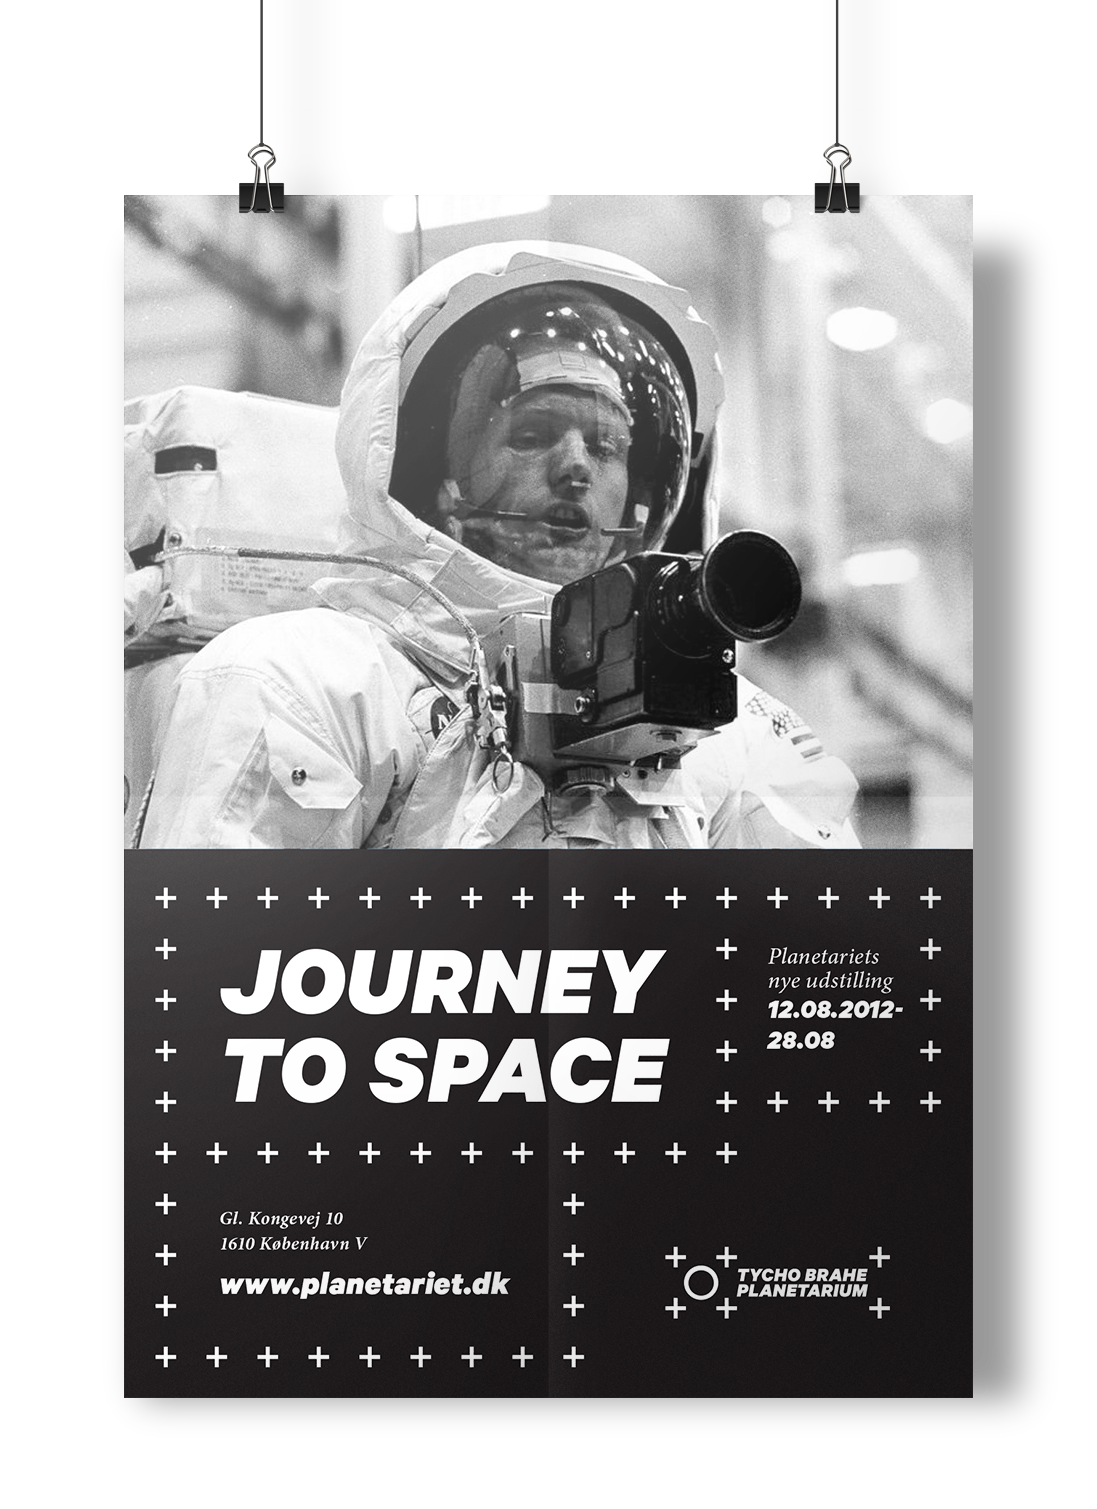 JOURNEY
TO SPACE
Planetariets
nye udstilling
12.08.2012-
28.08
Gl. Kongevej 10
1610 København V
www.planetariet.dk
TYCHO BRAHE
PLANETARIUM